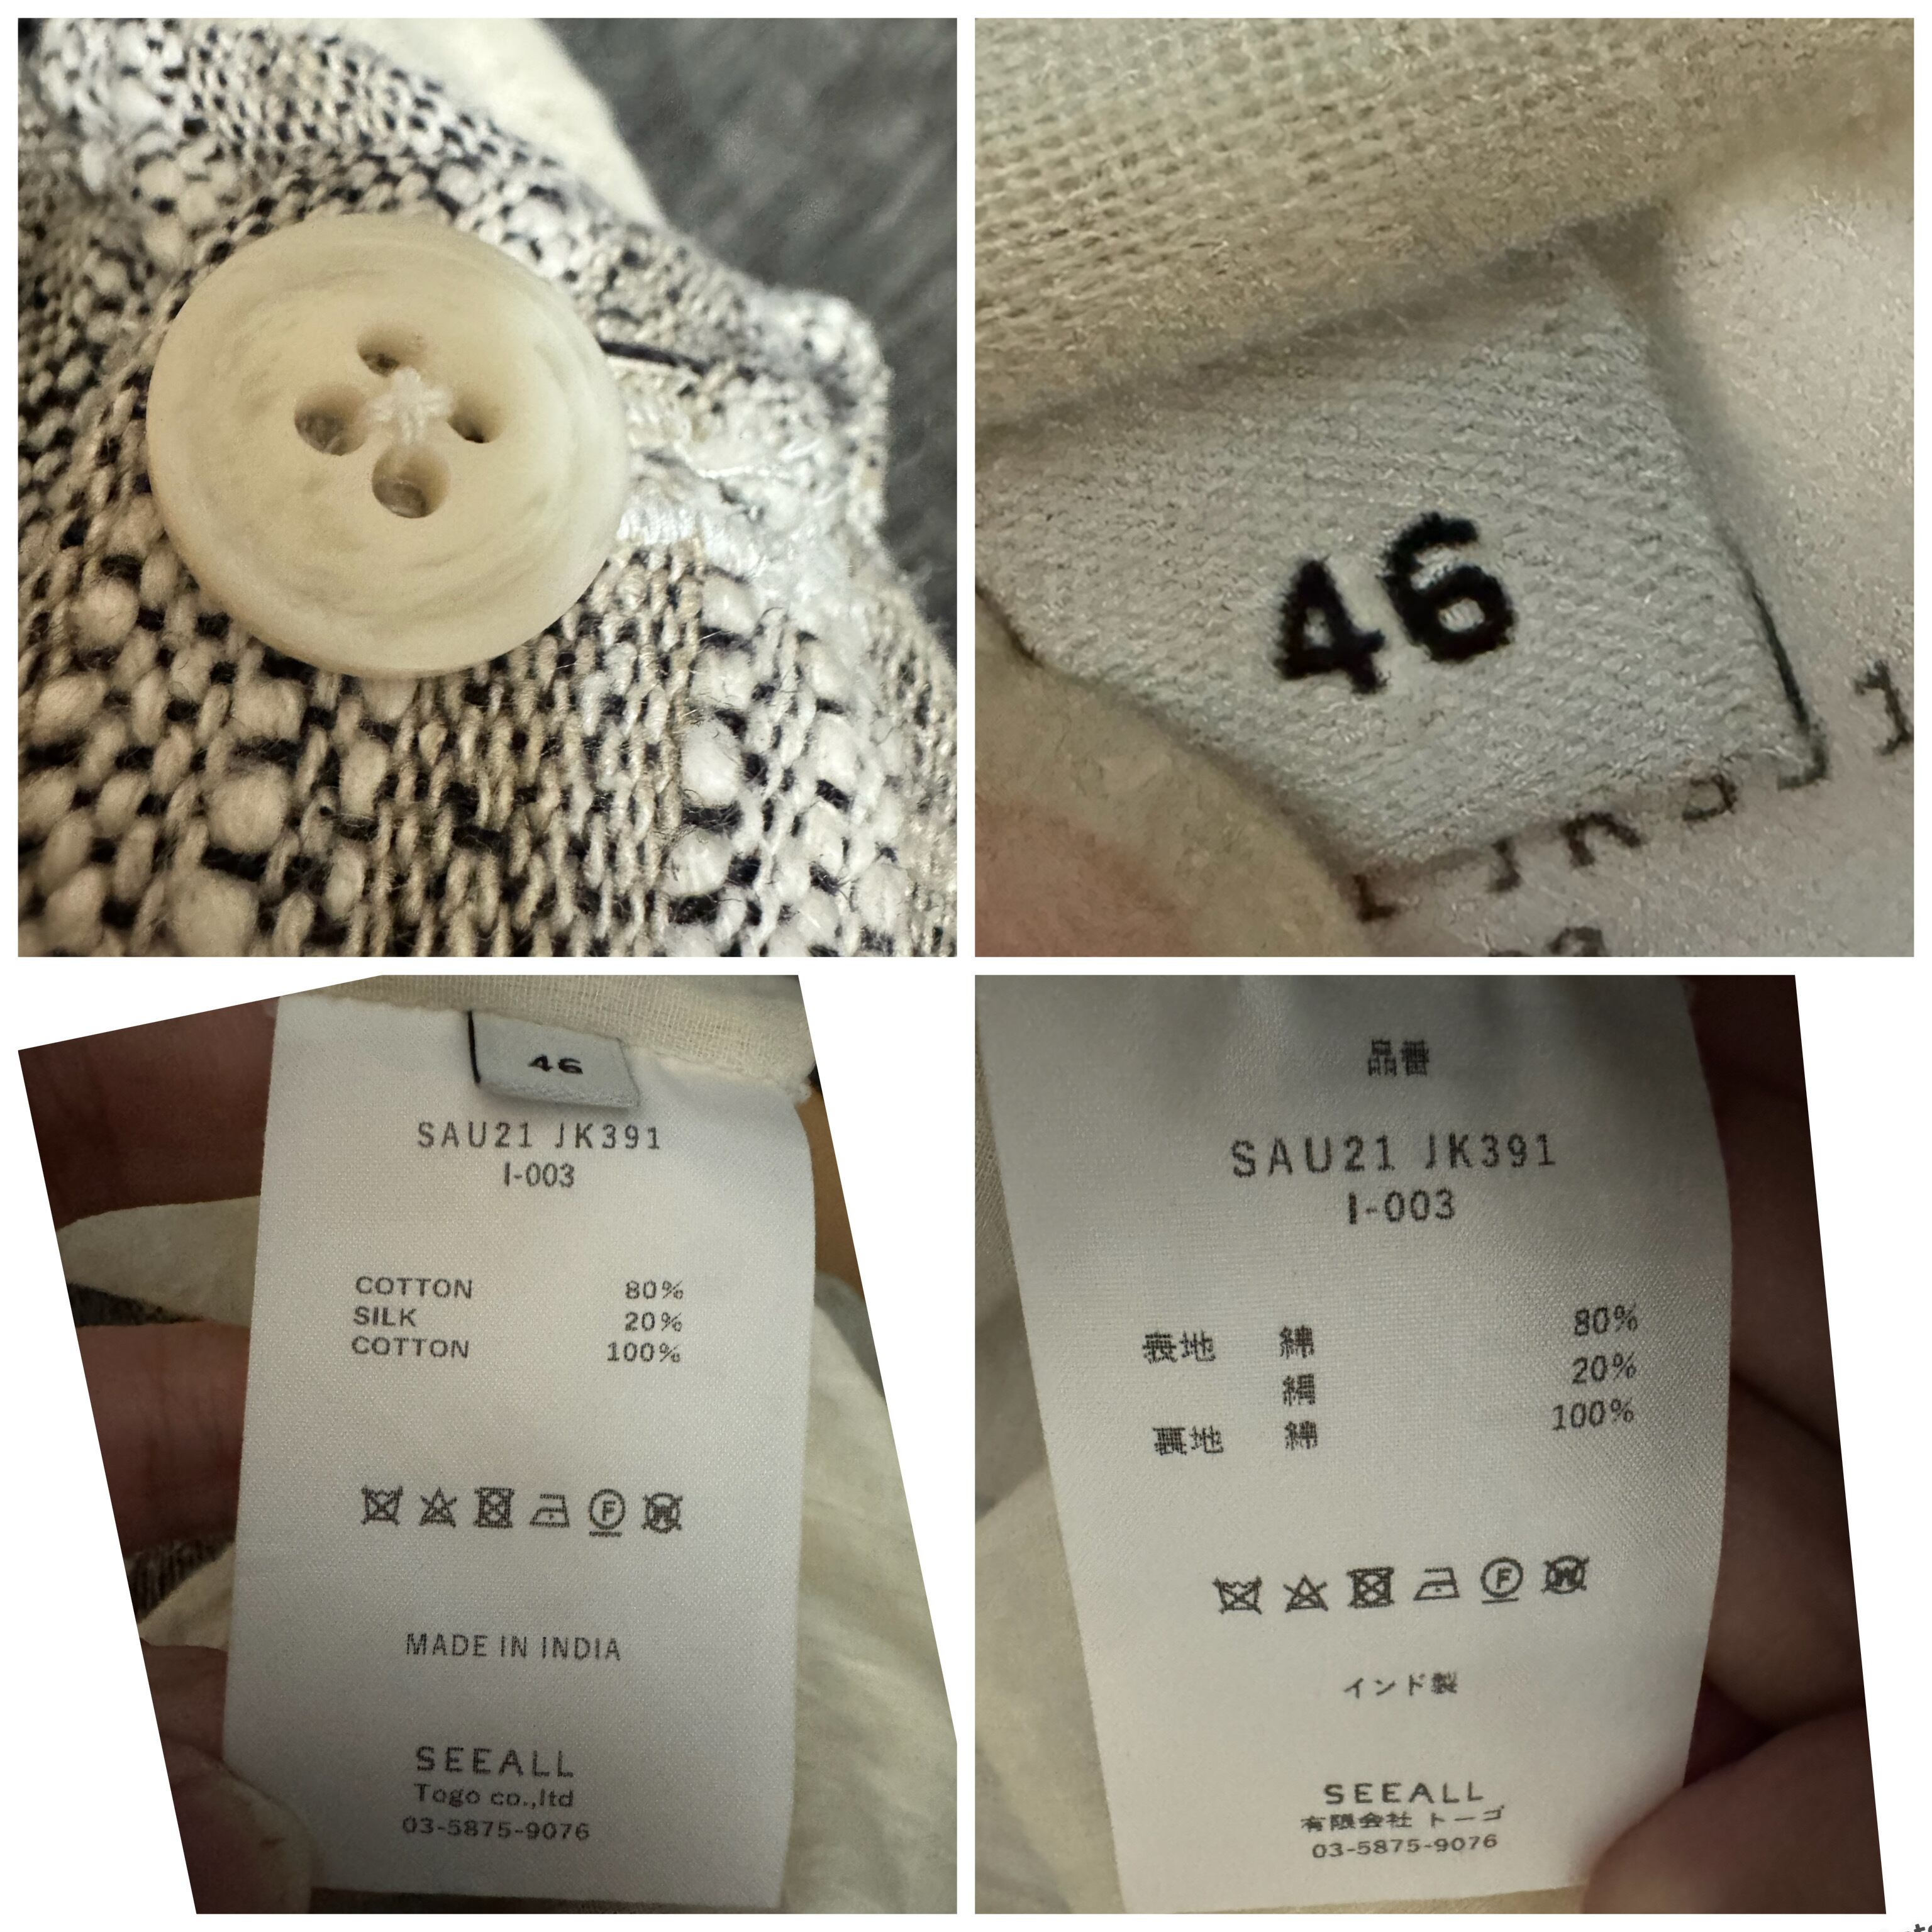 46
46
SAU21 JK391
I-003
COTTON 80%
SILK 20%
COTTON 100%
MADE IN INDIA
SEEALL
Togo co.,ltd
03-5875-9076
品番
SAU21 JK391
I-003
表地 綿 80%
絹 20%
裏地 綿 100%
インド製
SEEALL
有限会社 トーゴ
03-5875-9076